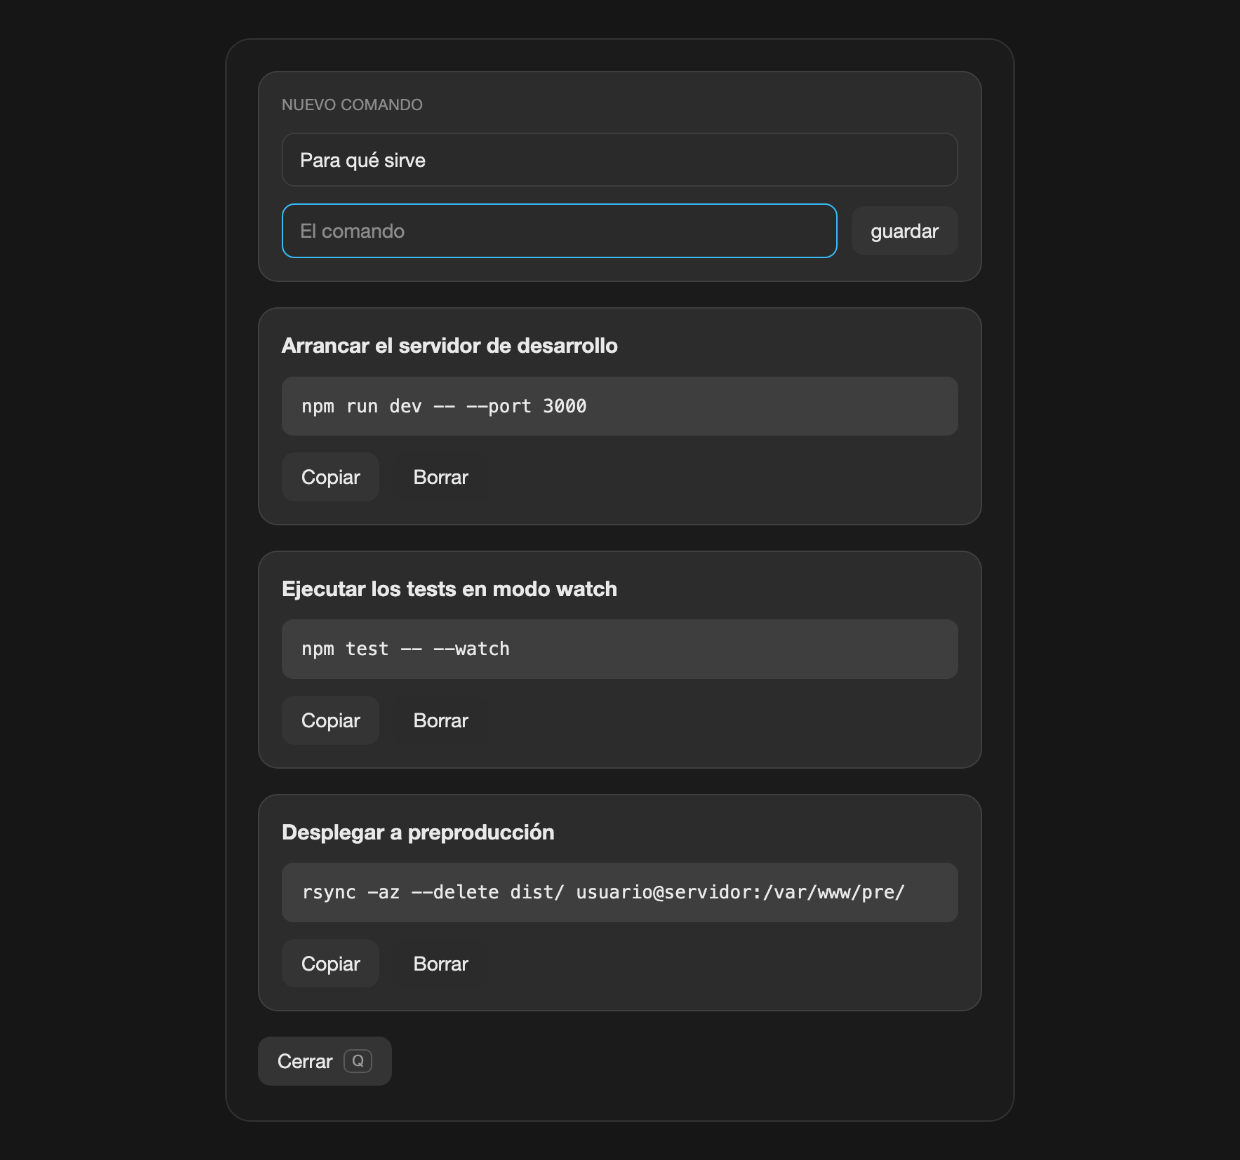 NUEVO COMANDO
Para qué sirve
El comando
guardar
Arrancar el servidor de desarrollo
npm run dev -- --port 3000
Copiar Borrar
Ejecutar los tests en modo watch
npm test -- --watch
Copiar Borrar
Desplegar a preproducción
rsync -az --delete dist/ usuario@servidor:/var/www/pre/
Copiar Borrar
Cerrar Q